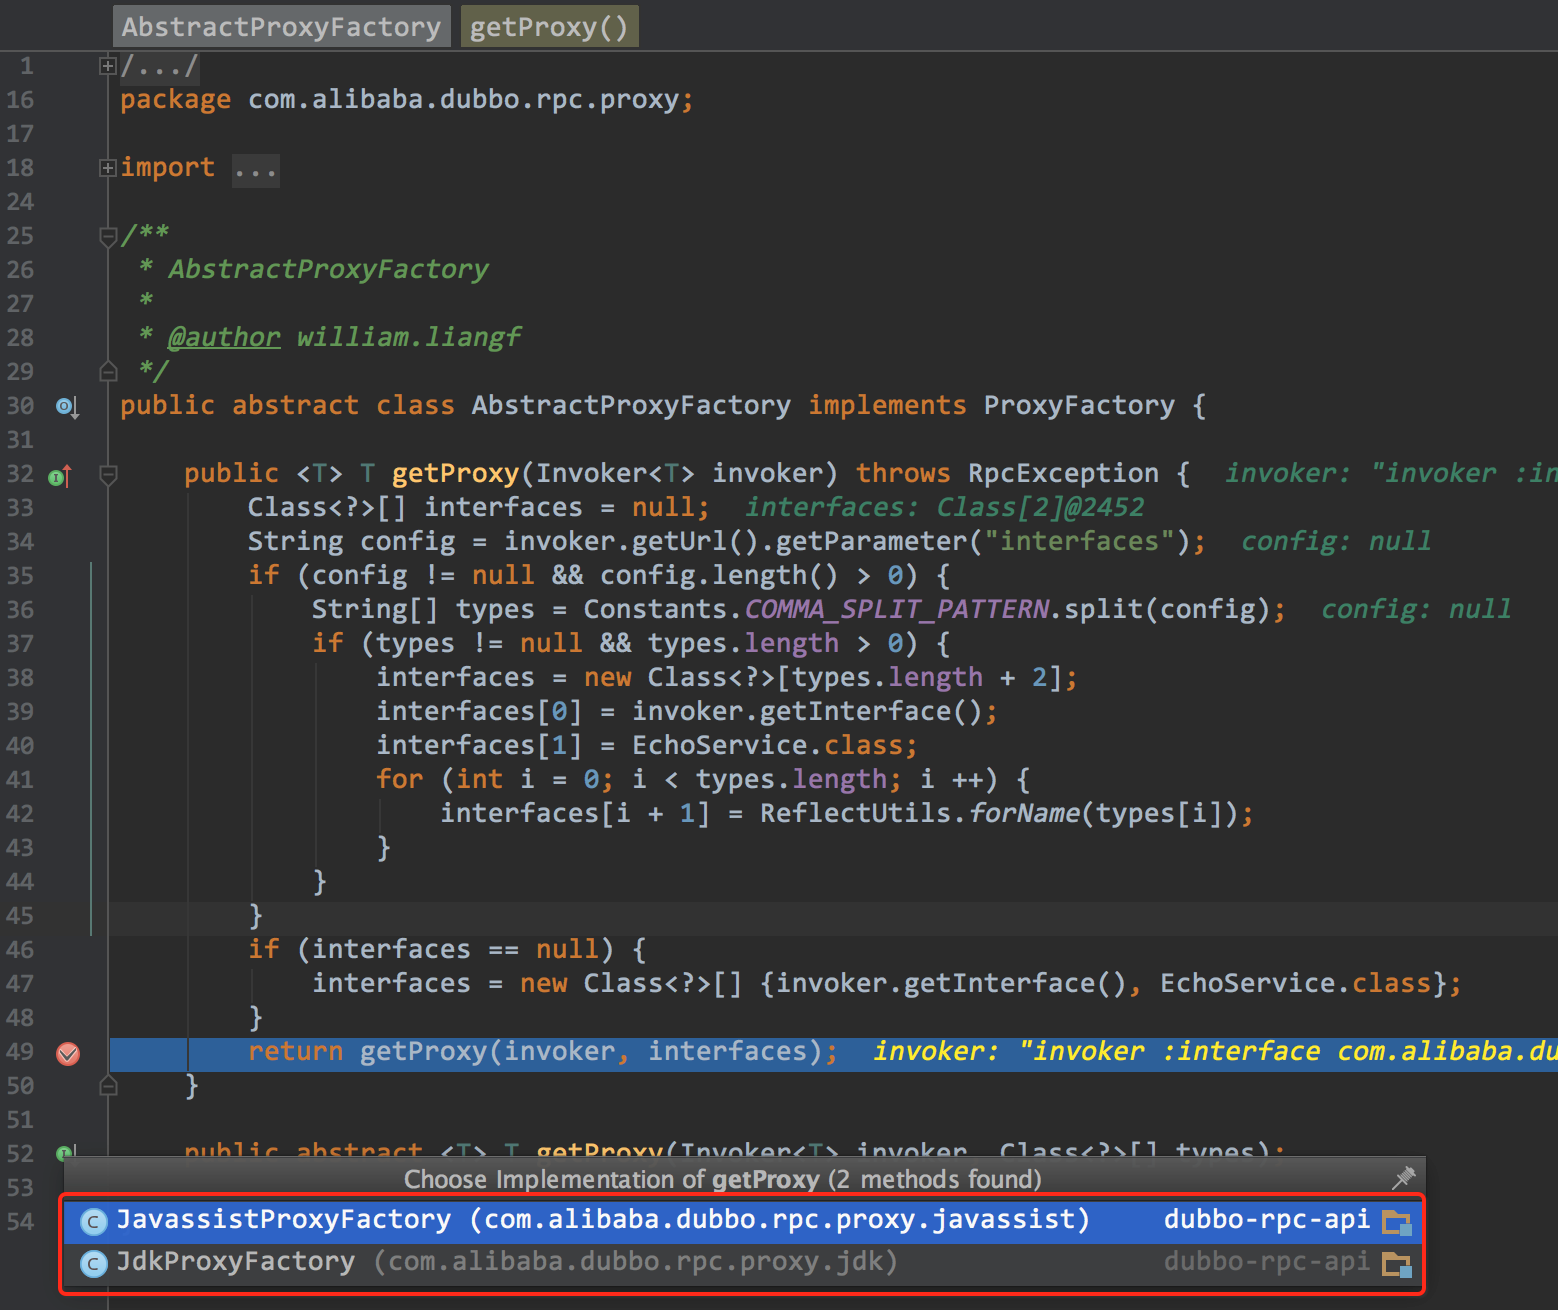 AbstractProxyFactory getProxy()
1 /.../
16 package com.alibaba.dubbo.rpc.proxy;
17
18 import ...
24
25 /**
26 * AbstractProxyFactory
27 *
28 * @author william.liangf
29 */
30 public abstract class AbstractProxyFactory implements ProxyFactory {
31
32 public <T> T getProxy(Invoker<T> invoker) throws RpcException { invoker: "invoker :in
33 Class<?>[] interfaces = null; interfaces: Class[2]@2452
34 String config = invoker.getUrl().getParameter("interfaces"); config: null
35 if (config != null && config.length() > 0) {
36 String[] types = Constants.COMMA_SPLIT_PATTERN.split(config); config: null
37 if (types != null && types.length > 0) {
38 interfaces = new Class<?>[types.length + 2];
39 interfaces[0] = invoker.getInterface();
40 interfaces[1] = EchoService.class;
41 for (int i = 0; i < types.length; i ++) {
42 interfaces[i + 1] = ReflectUtils.forName(types[i]);
43 }
44 }
45 }
46 if (interfaces == null) {
47 interfaces = new Class<?>[] {invoker.getInterface(), EchoService.class};
48 }
49 return getProxy(invoker, interfaces); invoker: "invoker :interface com.alibaba.du
50 }
51
52 public abstract <T> T getProxy(Invoker<T> invoker, Class<?>[] types);
53 Choose Implementation of getProxy (2 methods found)
54 C JavassistProxyFactory (com.alibaba.dubbo.rpc.proxy.javassist) dubbo-rpc-api
C JdkProxyFactory (com.alibaba.dubbo.rpc.proxy.jdk) dubbo-rpc-api